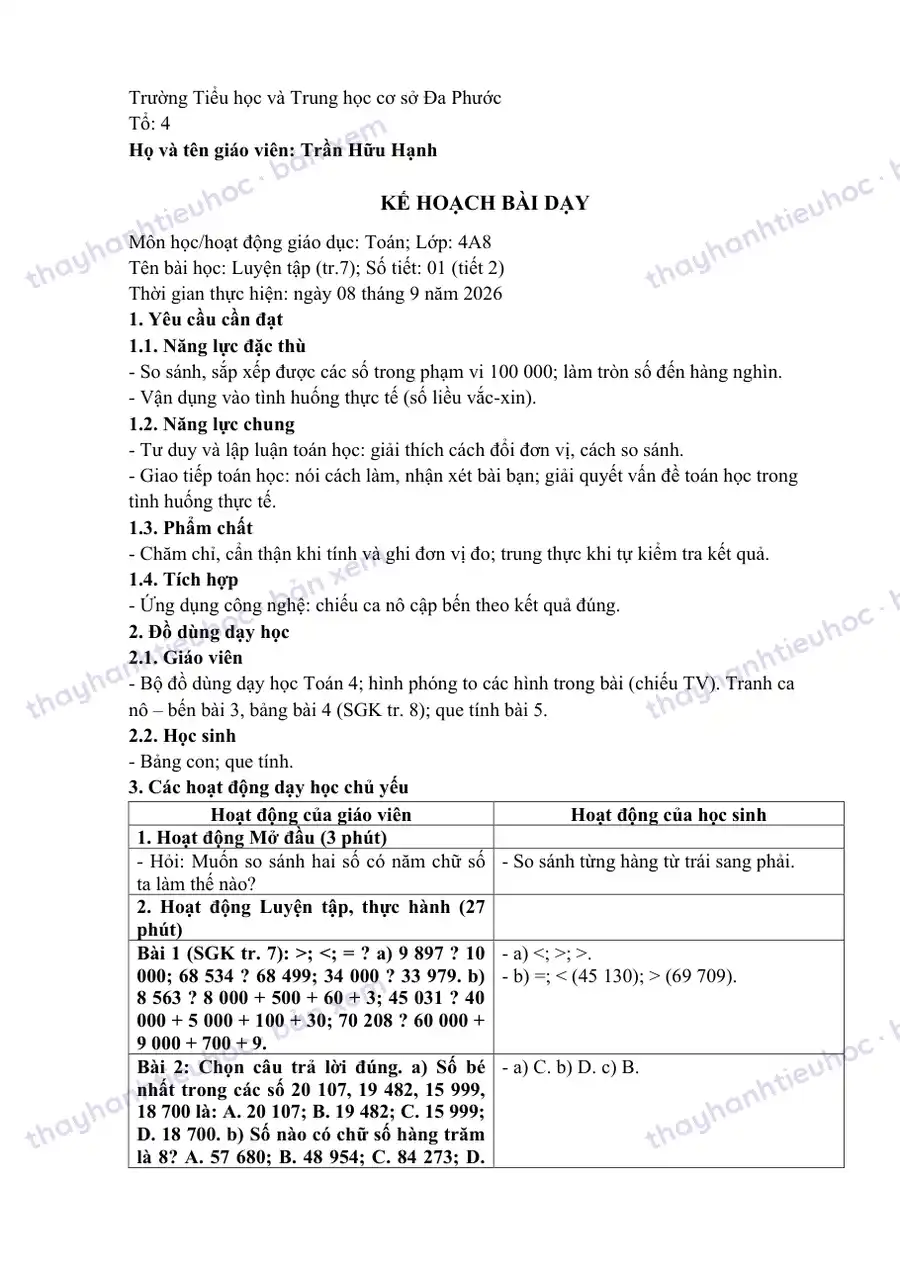 Trường Tiểu học và Trung học cơ sở Đa Phước
Tổ: 4
Họ và tên giáo viên: Trần Hữu Hạnh
KẾ HOẠCH BÀI DẠY
Môn học/hoạt động giáo dục: Toán; Lớp: 4A8
Tên bài học: Luyện tập (tr.7); Số tiết: 01 (tiết 2)
Thời gian thực hiện: ngày 08 tháng 9 năm 2026
1. Yêu cầu cần đạt
1.1. Năng lực đặc thù
- So sánh, sắp xếp được các số trong phạm vi 100 000; làm tròn số đến hàng nghìn.
- Vận dụng vào tình huống thực tế (số liều vắc-xin).
1.2. Năng lực chung
- Tư duy và lập luận toán học: giải thích cách đổi đơn vị, cách so sánh.
- Giao tiếp toán học: nói cách làm, nhận xét bài bạn; giải quyết vấn đề toán học trong
tình huống thực tế.
1.3. Phẩm chất
- Chăm chỉ, cẩn thận khi tính và ghi đơn vị đo; trung thực khi tự kiểm tra kết quả.
1.4. Tích hợp
- Ứng dụng công nghệ: chiếu ca nô cập bến theo kết quả đúng.
2. Đồ dùng dạy học
2.1. Giáo viên
- Bộ đồ dùng dạy học Toán 4; hình phóng to các hình trong bài (chiếu TV). Tranh ca
nô – bến bài 3, bảng bài 4 (SGK tr. 8); que tính bài 5.
2.2. Học sinh
- Bảng con; que tính.
3. Các hoạt động dạy học chủ yếu
Hoạt động của giáo viên
Hoạt động của học sinh
1. Hoạt động Mở đầu (3 phút)
- Hỏi: Muốn so sánh hai số có năm chữ số
ta làm thế nào?
- So sánh từng hàng từ trái sang phải.
2. Hoạt động Luyện tập, thực hành (27
phút)
Bài 1 (SGK tr. 7): >; <; = ? a) 9 897 ? 10
000; 68 534 ? 68 499; 34 000 ? 33 979. b)
8 563 ? 8 000 + 500 + 60 + 3; 45 031 ? 40
000 + 5 000 + 100 + 30; 70 208 ? 60 000 +
9 000 + 700 + 9.
- a) <; >; >.
- b) =; < (45 130); > (69 709).
Bài 2: Chọn câu trả lời đúng. a) Số bé
nhất trong các số 20 107, 19 482, 15 999,
18 700 là: A. 20 107; B. 19 482; C. 15 999;
D. 18 700. b) Số nào có chữ số hàng trăm
là 8? A. 57 680; B. 48 954; C. 84 273; D.
- a) C. b) D. c) B.
thayhanhtieuhoc · bản xem
thayhanhtieuhoc · b
thayhanhtieuhoc · bản xem
thayhanhtieuhoc · b
thayhanhtieuhoc · bản xem
thayhanhtieuhoc · b